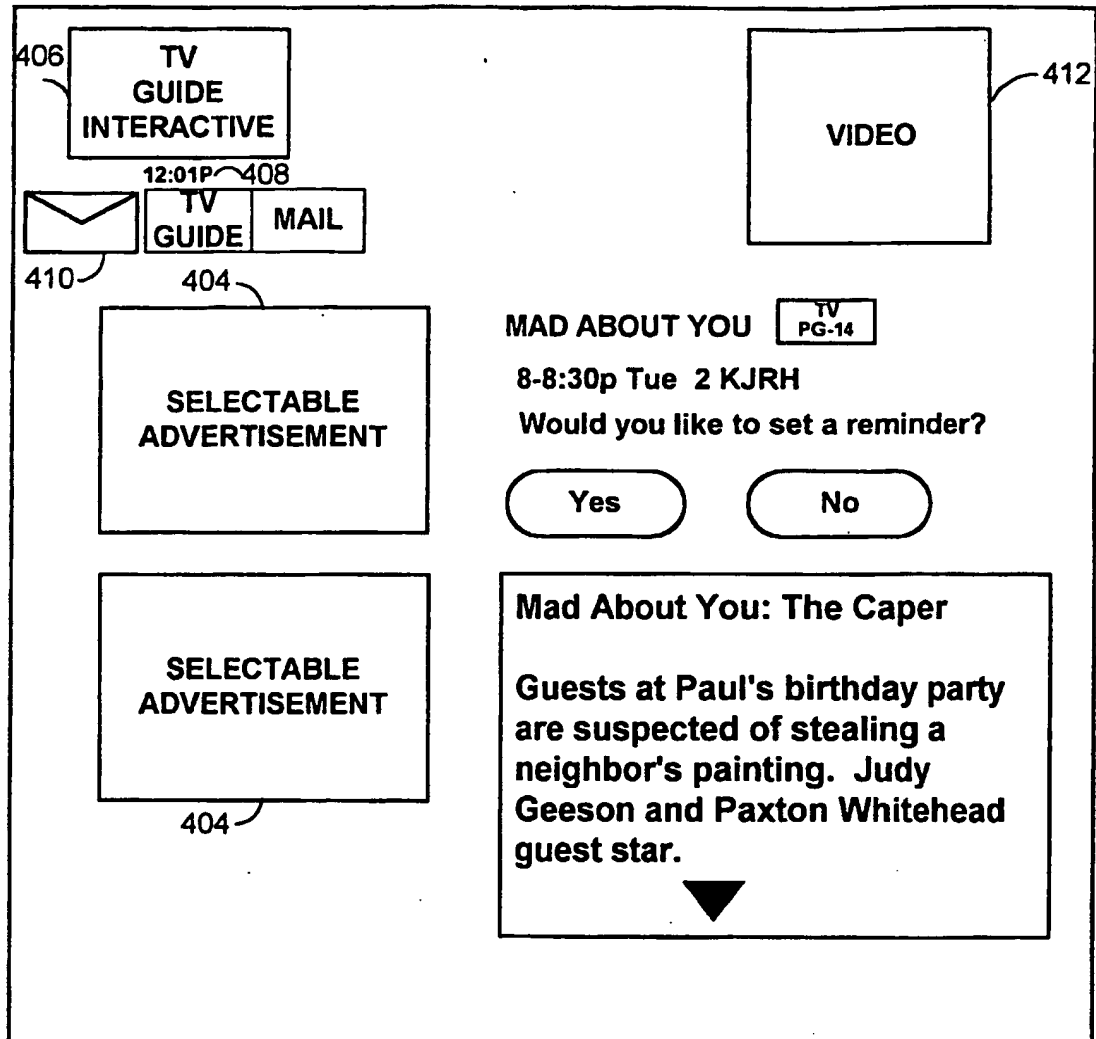 406
TV
GUIDE
INTERACTIVE
VIDEO
412
12:01P
408
TV
GUIDE
MAIL
410
404
SELECTABLE
ADVERTISEMENT
MAD ABOUT YOU
TV
PG-14
8-8:30p Tue 2 KJRH
Would you like to set a reminder?
Yes
No
SELECTABLE
ADVERTISEMENT
404
Mad About You: The Caper
Guests at Paul's birthday party
are suspected of stealing a
neighbor's painting. Judy
Geeson and Paxton Whitehead
guest star.